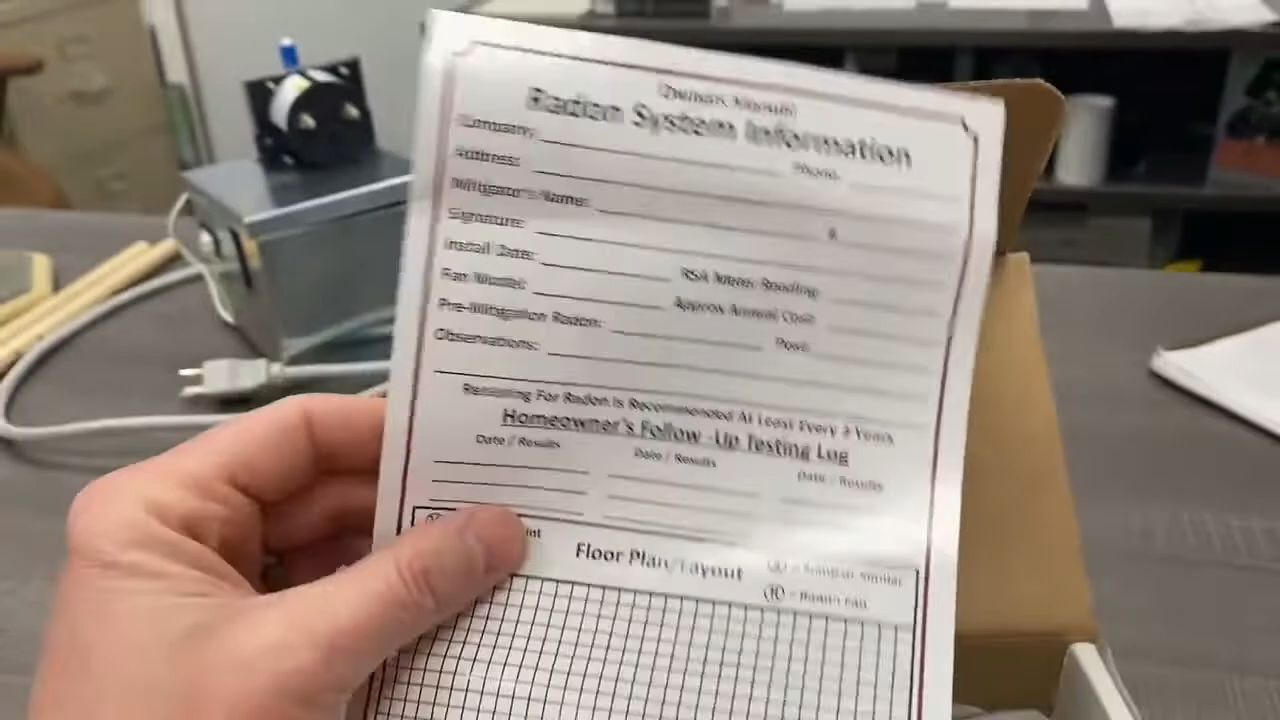 Radon System Information
Company: Phone:
Address:
Mitigator's Name: #
Signature:
Install Date: Reading
Fan Model: Approx Annual Cost:
Pre-Mitigation Radon: Post:
Observations:
Retesting For Radon Is Recommended At Least Every 2 Years
Homeowner's Follow-Up Testing Log
Date / Results Date / Results Date / Results
Floor Plan/Layout
(R) = Radon Fan